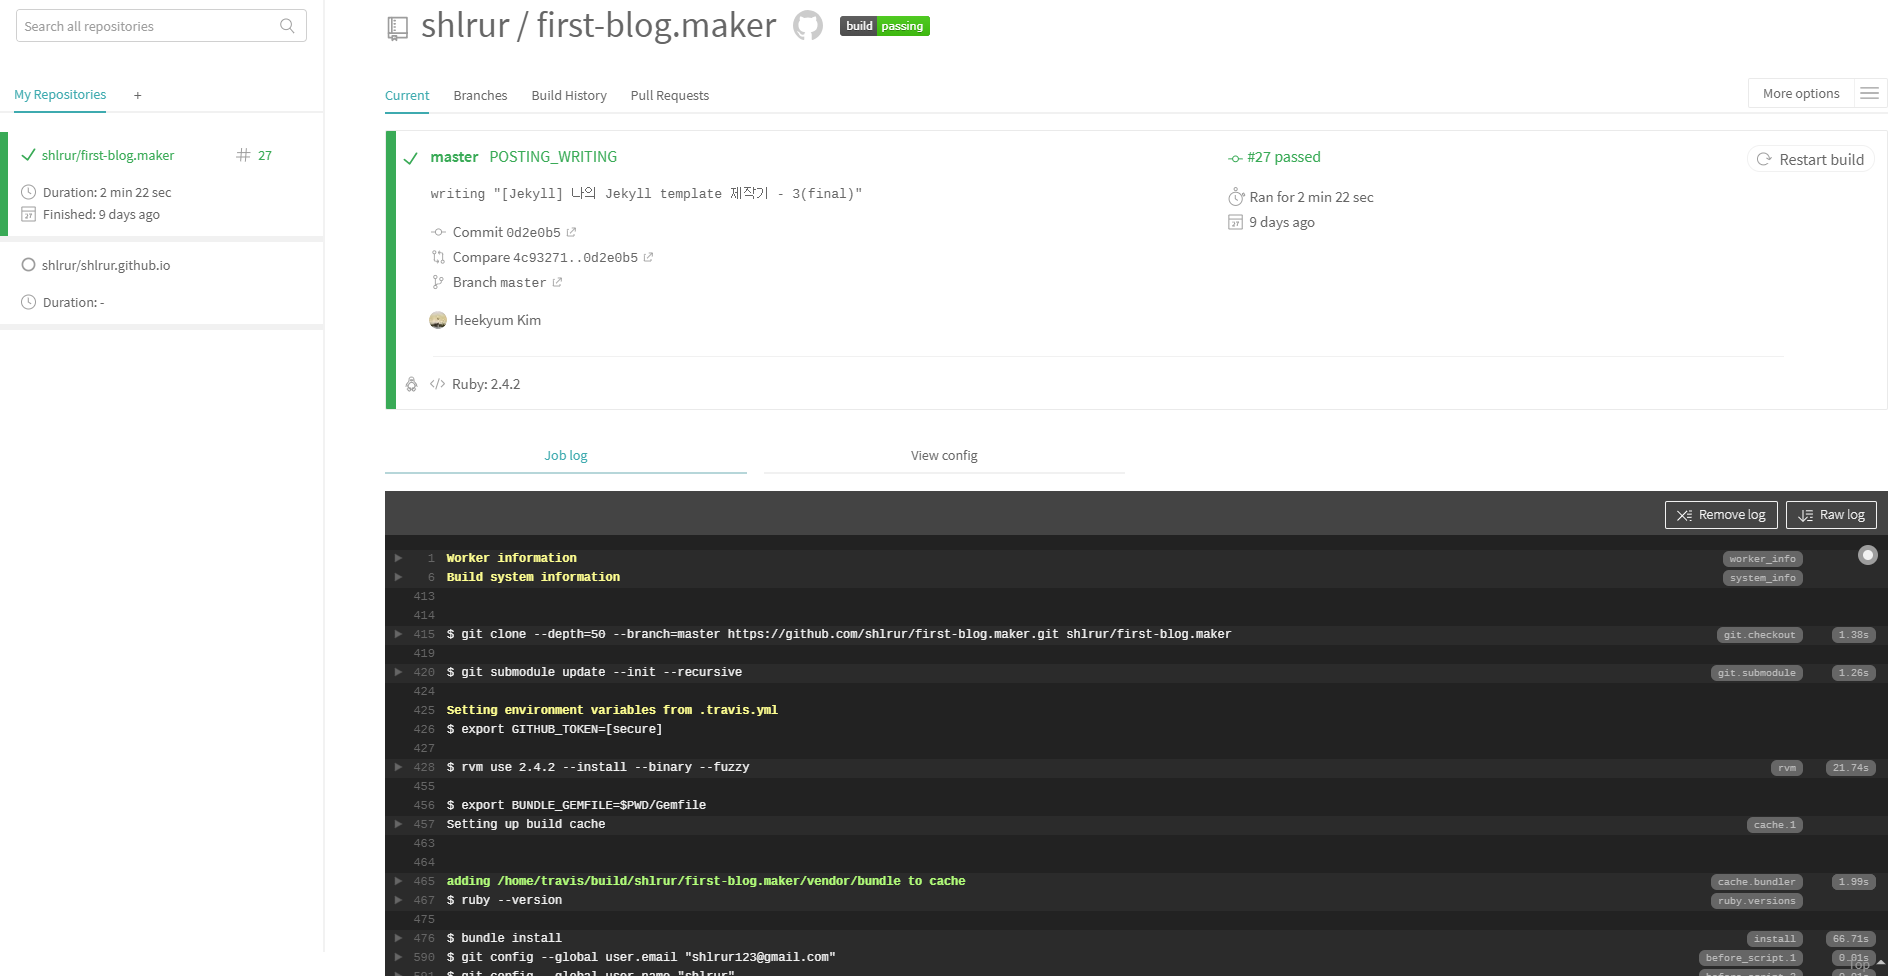 Search all repositories
My Repositories +
shlrur/first-blog.maker # 27
Duration: 2 min 22 sec
Finished: 9 days ago
shlrur/shlrur.github.io
Duration: -
shlrur / first-blog.maker build passing
Current Branches Build History Pull Requests More options
master POSTING_WRITING #27 passed Restart build
writing "[Jekyll] 나의 Jekyll template 제작기 - 3(final)" Ran for 2 min 22 sec
9 days ago
Commit 0d2e0b5
Compare 4c93271..0d2e0b5
Branch master
Heekyum Kim
Ruby: 2.4.2
Job log View config
Remove log Raw log
1 Worker information worker_info
6 Build system information system_info
413
414
415 $ git clone --depth=50 --branch=master https://github.com/shlrur/first-blog.maker.git shlrur/first-blog.maker git.checkout 1.38s
419
420 $ git submodule update --init --recursive git.submodule 1.26s
424
425 Setting environment variables from .travis.yml
426 $ export GITHUB_TOKEN=[secure]
427
428 $ rvm use 2.4.2 --install --binary --fuzzy rvm 21.74s
455
456 $ export BUNDLE_GEMFILE=$PWD/Gemfile
457 Setting up build cache cache.1
463
464
465 adding /home/travis/build/shlrur/first-blog.maker/vendor/bundle to cache cache.bundler 1.99s
467 $ ruby --version ruby.versions
475
476 $ bundle install install 66.71s
590 $ git config --global user.email "shlrur123@gmail.com" before_script.1 0.01s
591 $ git config --global user.name "shlrur" Top